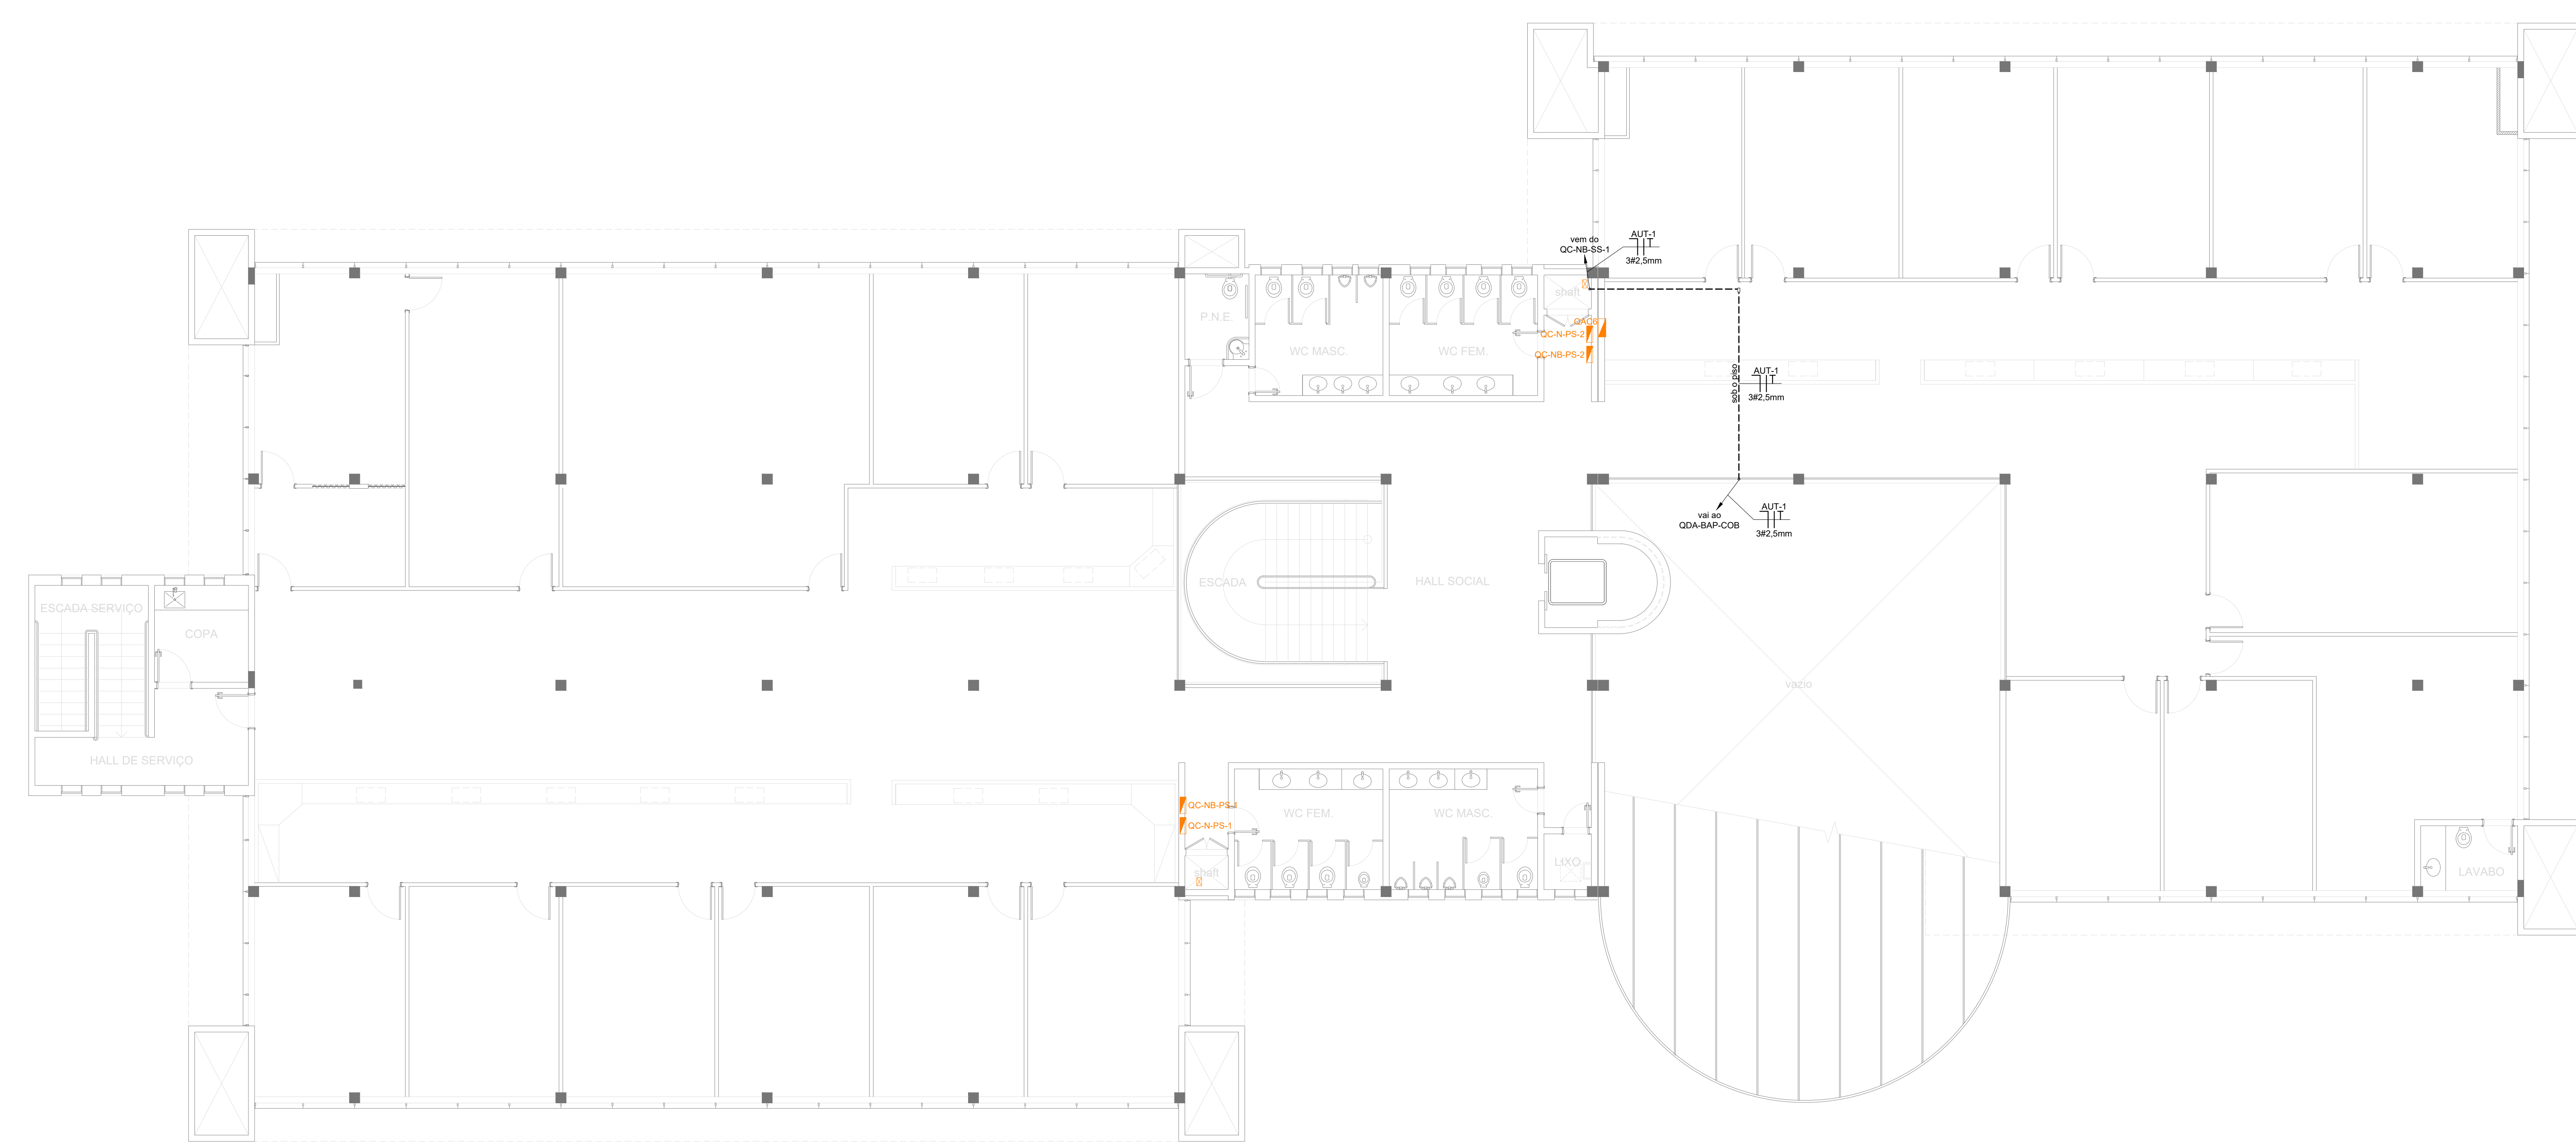 AUT-1
vem do
QC-NB-SS-1
3#2,5mm
shaft
P.N.E.
QAC6
QC-N-PS-2
WC MASC.
WC FEM.
QC-NB-PS-2
sob o piso
AUT-1
3#2,5mm
AUT-1
vai ao
QDA-BAP-COB
3#2,5mm
ESCADA
HALL SOCIAL
ESCADA SERVIÇO
COPA
vazio
HALL DE SERVIÇO
QC-NB-PS-1
WC FEM.
WC MASC.
QC-N-PS-1
LIXO
shaft
LAVABO